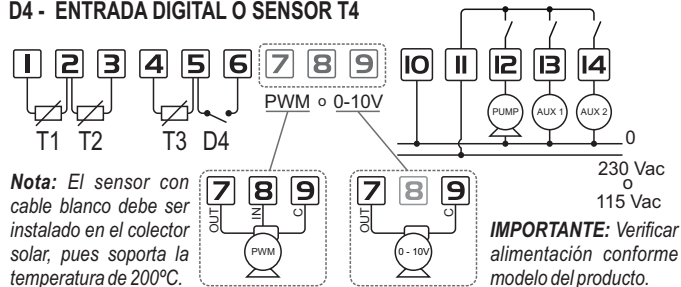 D4 - ENTRADA DIGITAL O SENSOR T4
1 2 3 4 5 6 7 8 9 10 11 12 13 14
T1 T2 T3 D4
PWM o 0-10V
PUMP AUX 1 AUX 2
0
230 Vac
o
115 Vac
Nota: El sensor con
cable blanco debe ser
instalado en el colector
solar, pues soporta la
temperatura de 200ºC.
7 8 9
OUT IN C
PWM
7 8 9
OUT C
0 - 10V
IMPORTANTE: Verificar
alimentación conforme
modelo del producto.